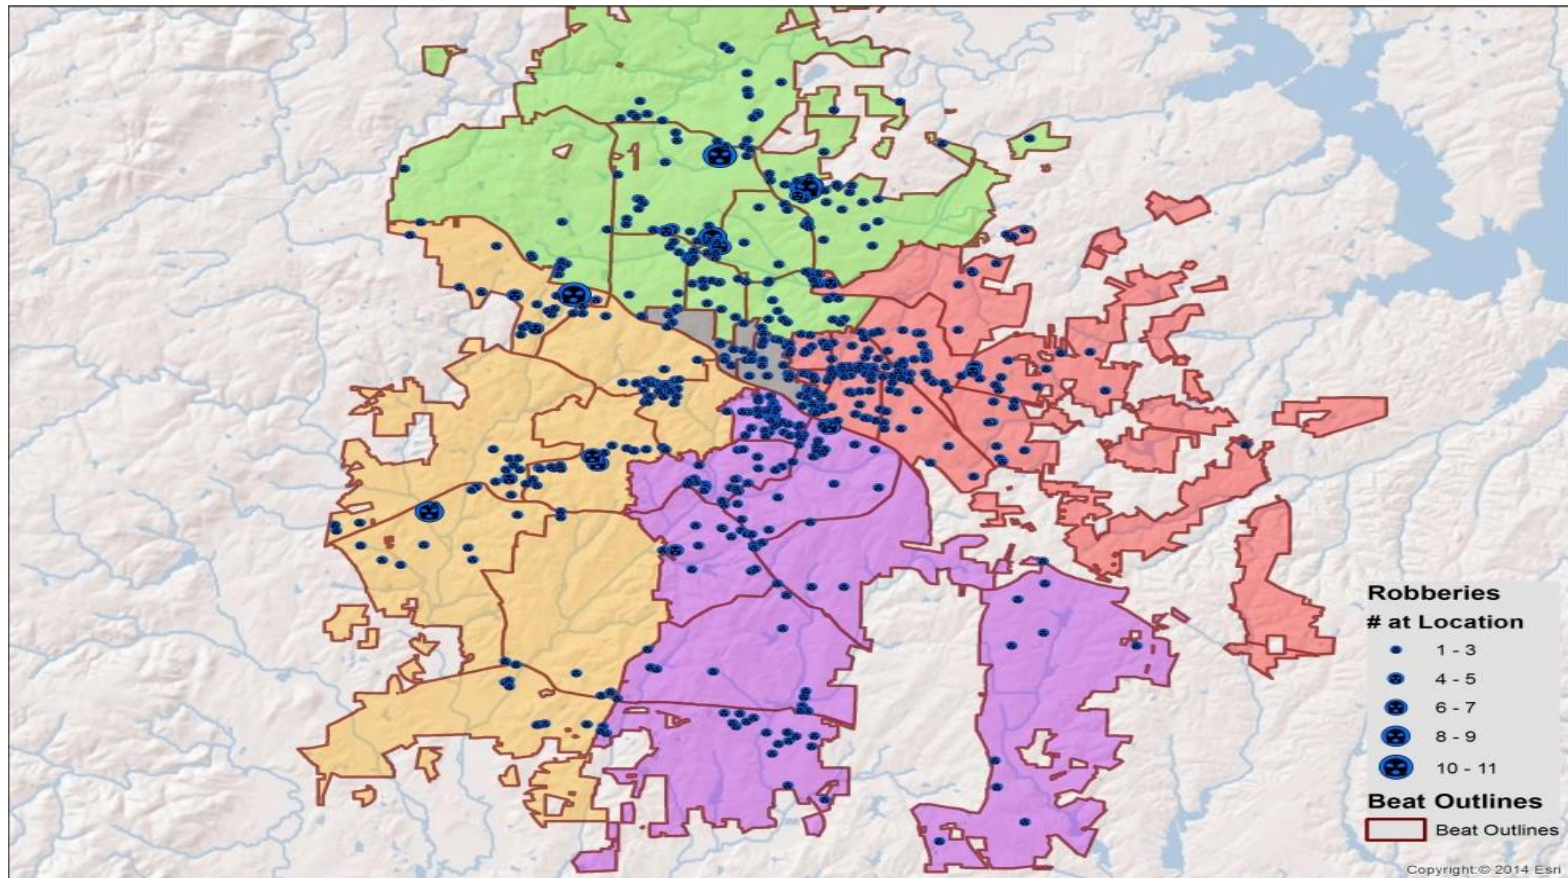 1
Robberies
# at Location
1 - 3
4 - 5
6 - 7
8 - 9
10 - 11
Beat Outlines
Beat Outlines
Copyright:© 2014 Esri